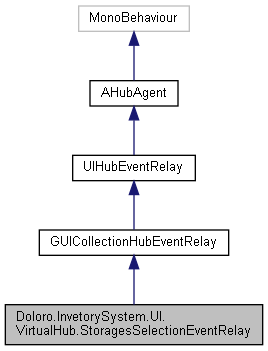 MonoBehaviour
AHubAgent
UIHubEventRelay
GUICollectionHubEventRelay
Doloro.InvetorySystem.UI.
VirtualHub.StoragesSelectionEventRelay